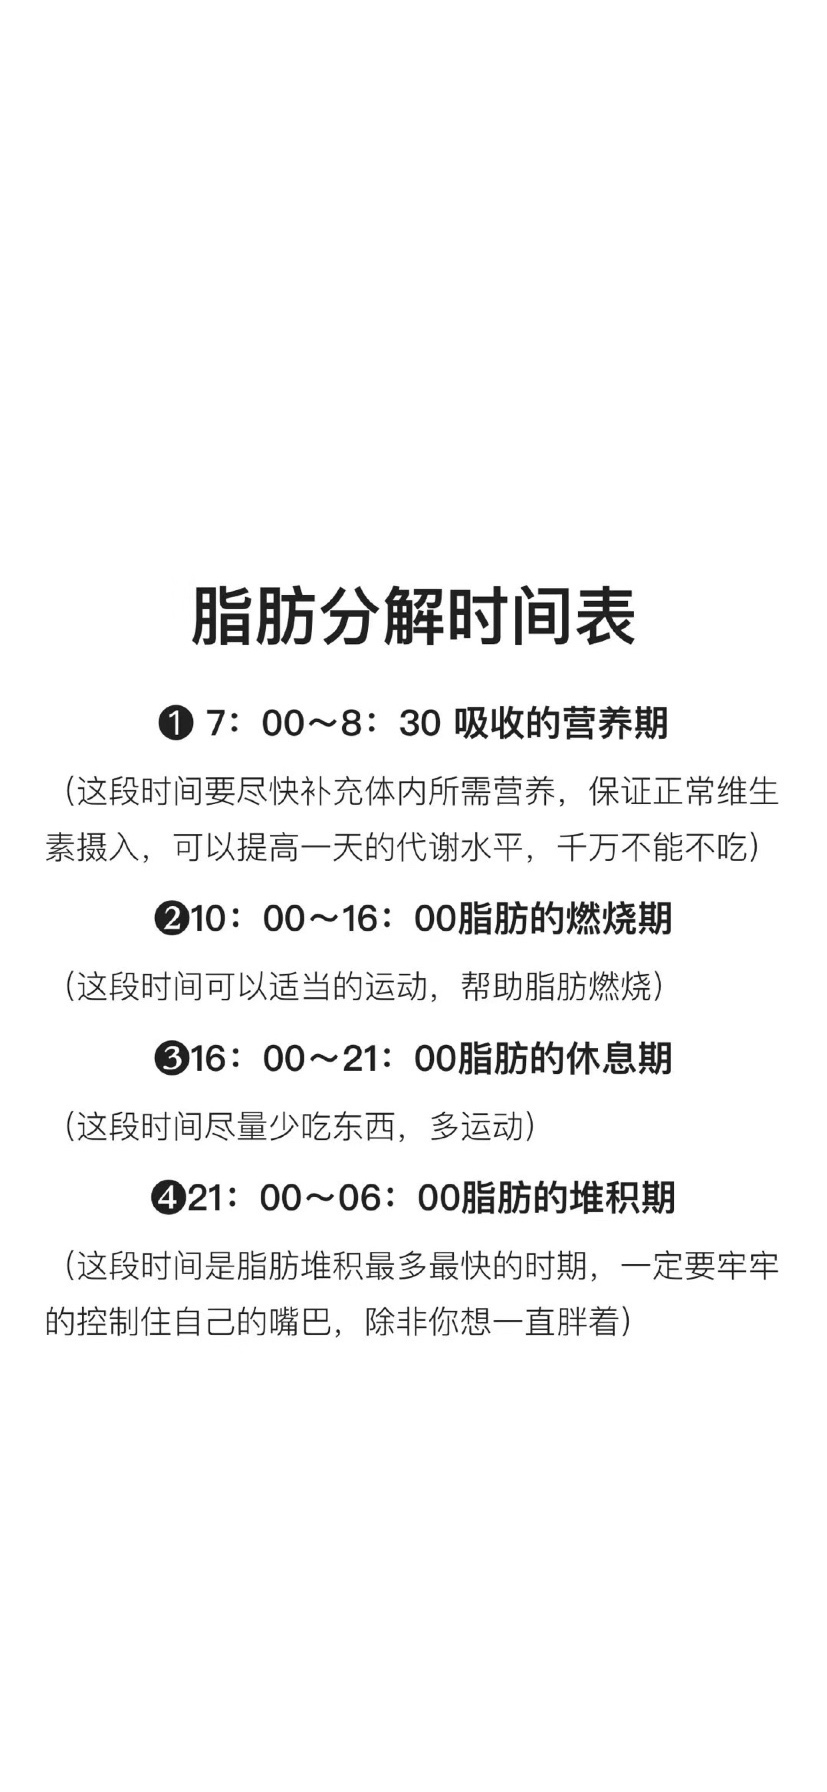 脂肪分解时间表
❶ 7：00～8：30 吸收的营养期
（这段时间要尽快补充体内所需营养，保证正常维生
素摄入，可以提高一天的代谢水平，千万不能不吃）
❷10：00～16：00脂肪的燃烧期
（这段时间可以适当的运动，帮助脂肪燃烧）
❸16：00～21：00脂肪的休息期
（这段时间尽量少吃东西，多运动）
❹21：00～06：00脂肪的堆积期
（这段时间是脂肪堆积最多最快的时期，一定要牢牢
的控制住自己的嘴巴，除非你想一直胖着）